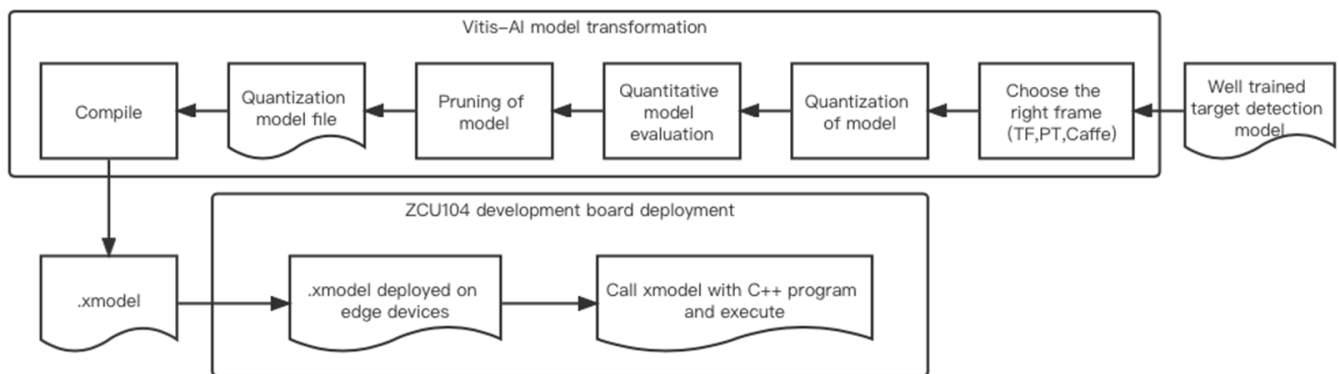 Vitis-AI model transformation
Compile
Quantization
model file
Pruning of
model
Quantitative
model
evaluation
Quantization
of model
Choose the
right frame
(TF,PT,Caffe)
Well trained
target detection
model
ZCU104 development board deployment
.xmodel
.xmodel deployed on
edge devices
Call xmodel with C++ program
and execute